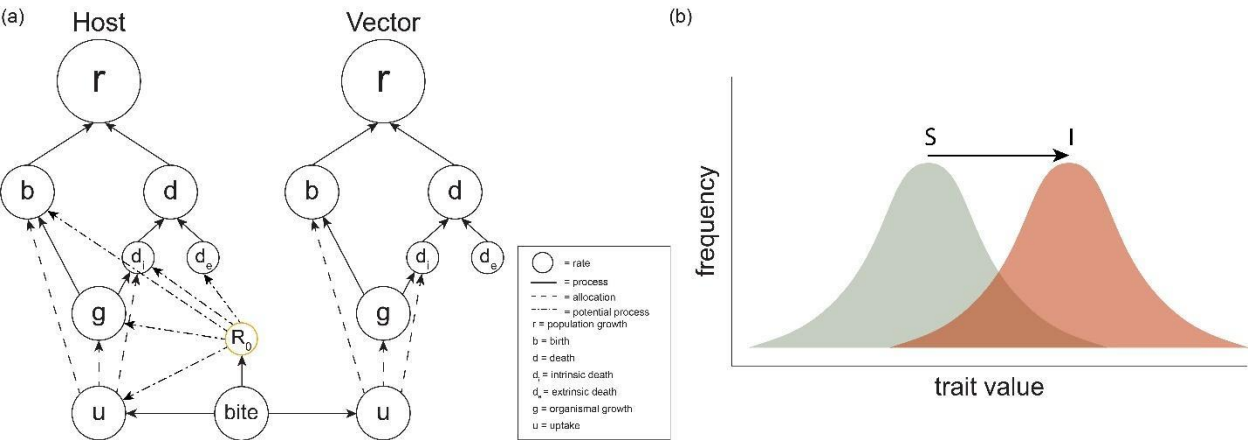 (a)
Host
Vector
r
r
b
d
b
d
di
de
di
de
g
g
R0
u
bite
u
= rate
= process
= allocation
= potential process
r = population growth
b = birth
d = death
di = intrinsic death
de = extrinsic death
g = organismal growth
u = uptake
(b)
S
I
frequency
trait value